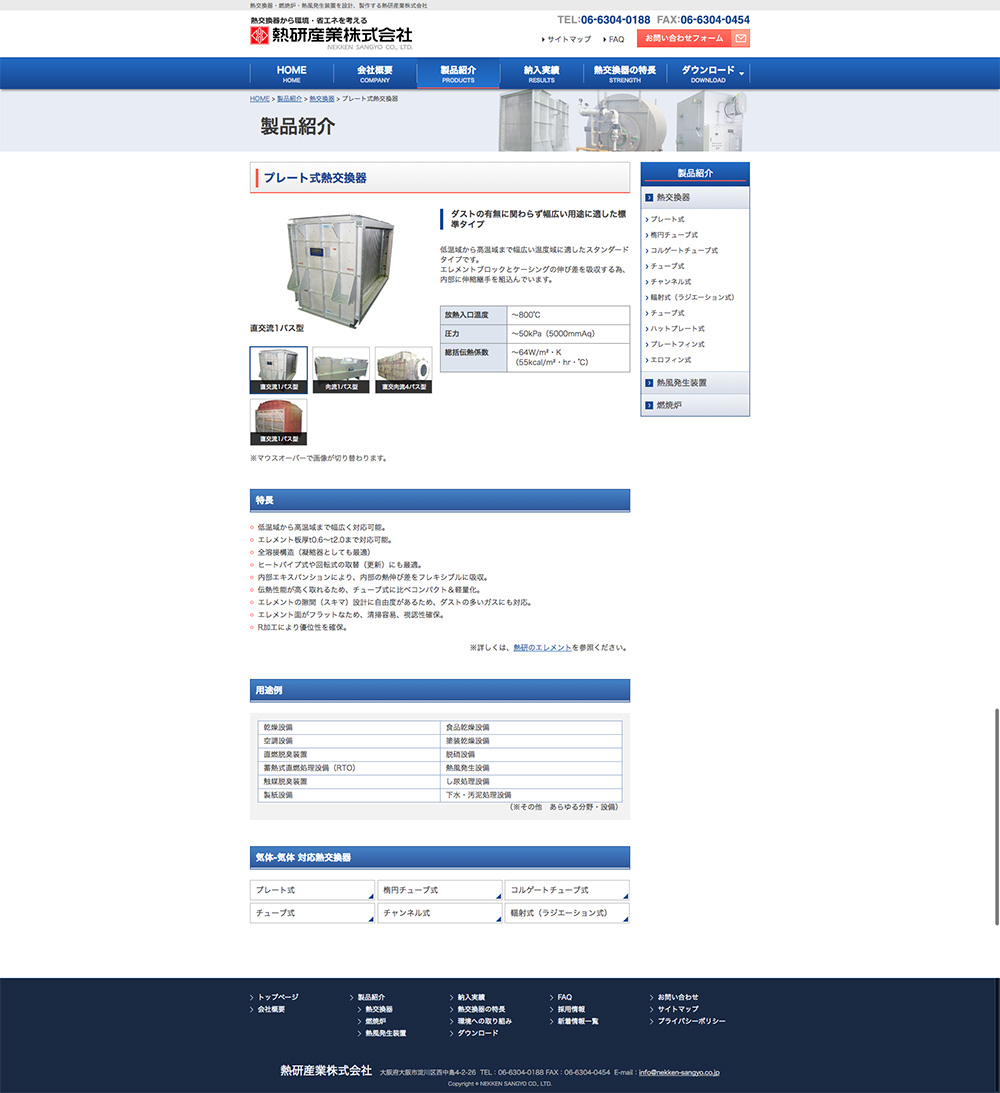 熱交換器・燃焼炉・熱風発生装置を設計、製作する熱研産業株式会社
熱交換器から環境・省エネを考える
熱研産業株式会社
NEKKEN SANGYO CO., LTD.
TEL:06-6304-0188 FAX:06-6304-0454
サイトマップ FAQ
お問い合わせフォーム
HOME 会社概要 製品紹介 納入実績 熱交換器の特長 ダウンロード
HOME COMPANY PRODUCTS RESULTS STRENGTH DOWNLOAD
HOME > 製品紹介 > 熱交換器 > プレート式熱交換器
製品紹介
プレート式熱交換器
直交流1パス型
直交流1パス型 向流1パス型 直交向流4パス型
直交流1パス型
※マウスオーバーで画像が切り替わります。
ダストの有無に関わらず幅広い用途に適した標
準タイプ
低温域から高温域まで幅広い温度域に適したスタンダード
タイプです。
エレメントブロックとケーシングの伸び差を吸収する為、
内部に伸縮継手を組込んでいます。
放熱入口温度 〜800℃
圧力 〜50kPa（5000mmAq）
総括伝熱係数 〜64W/m²・K
（55kcal/m²・hr・℃）
特長
低温域から高温域まで幅広く対応可能。
エレメント板厚t0.6〜t2.0まで対応可能。
全溶接構造（凝縮器としても最適）
ヒートパイプ式や回転式の取替（更新）にも最適。
内部エキスパンションにより、内部の熱伸び差をフレキシブルに吸収。
伝熱性能が高く取れるため、チューブ式に比べコンパクト＆軽量化。
エレメントの隙間（スキマ）設計に自由度があるため、ダストの多いガスにも対応。
エレメント面がフラットなため、清掃容易、視認性確保。
R加工により優位性を確保。
※詳しくは、熱研のエレメントを参照ください。
用途例
乾燥設備 食品乾燥設備
空調設備 塗装乾燥設備
直燃脱臭装置 脱硝設備
蓄熱式直燃処理設備（RTO） 熱風発生設備
触媒脱臭装置 し尿処理設備
製紙設備 下水・汚泥処理設備
（※その他 あらゆる分野・設備）
気体-気体 対応熱交換器
プレート式 楕円チューブ式 コルゲートチューブ式
チューブ式 チャンネル式 輻射式（ラジエーション式）
製品紹介
熱交換器
プレート式
楕円チューブ式
コルゲートチューブ式
チューブ式
チャンネル式
輻射式（ラジエーション式）
チューブ式
ハットプレート式
プレートフィン式
エロフィン式
熱風発生装置
燃焼炉
トップページ 製品紹介 納入実績 FAQ お問い合わせ
会社概要 熱交換器 熱交換器の特長 採用情報 サイトマップ
燃焼炉 環境への取り組み 新着情報一覧 プライバシーポリシー
熱風発生装置 ダウンロード
熱研産業株式会社 大阪府大阪市淀川区西中島4-2-26 TEL：06-6304-0188 FAX：06-6304-0454 E-mail：info@nekken-sangyo.co.jp
Copyright © NEKKEN SANGYO CO., LTD.